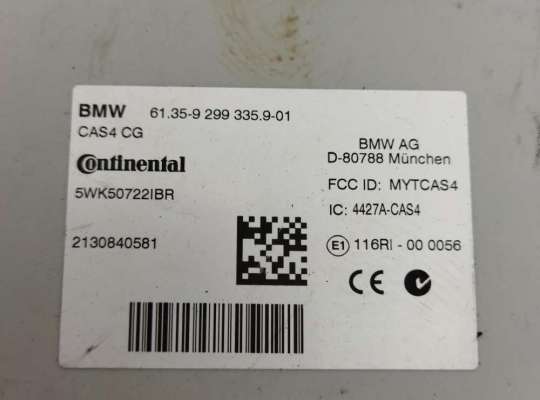 BMW 61.35-9 299 335.9-01
CAS4 CG
Continental
5WK50722IBR
2130840581
BMW AG
D-80788 München
FCC ID: MYTCAS4
IC: 4427A-CAS4
E1 116RI - 00 0056
CE